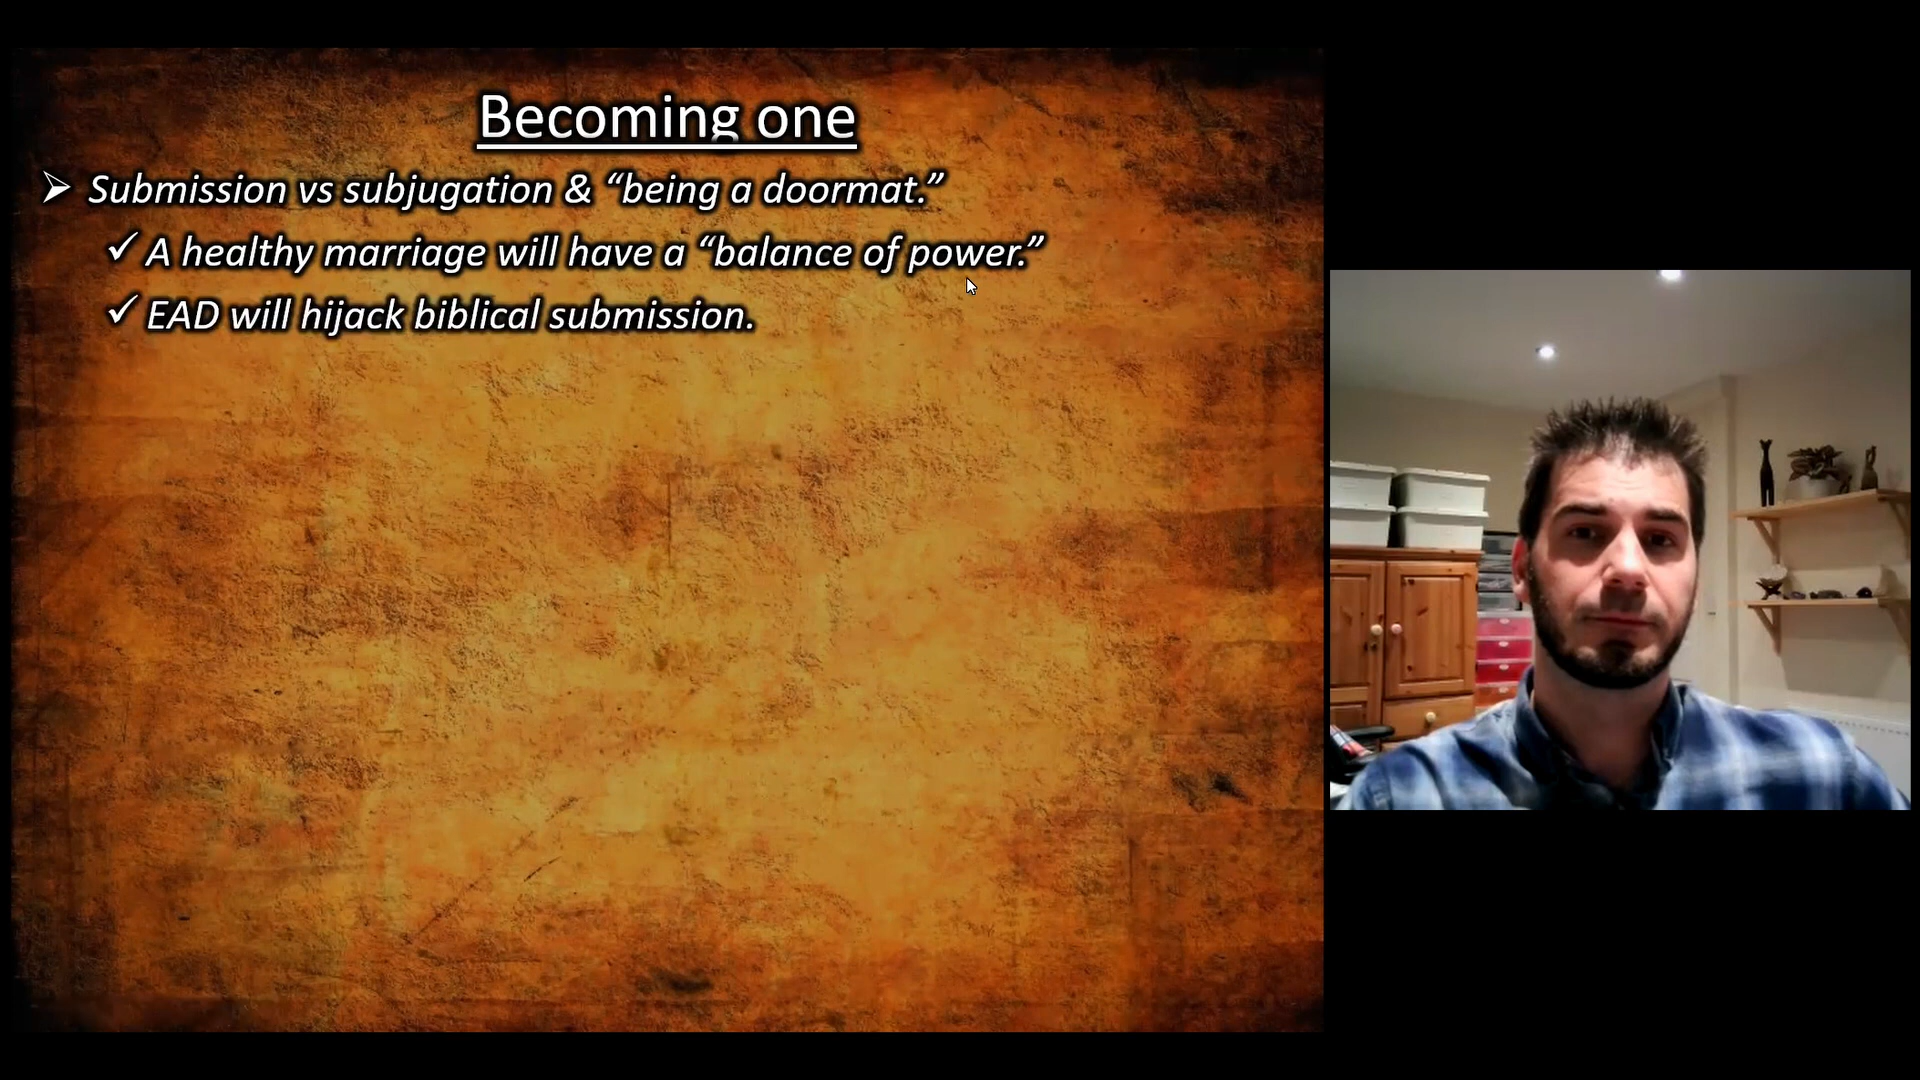 Becoming one
Submission vs subjugation & “being a doormat.”
A healthy marriage will have a “balance of power.”
EAD will hijack biblical submission.